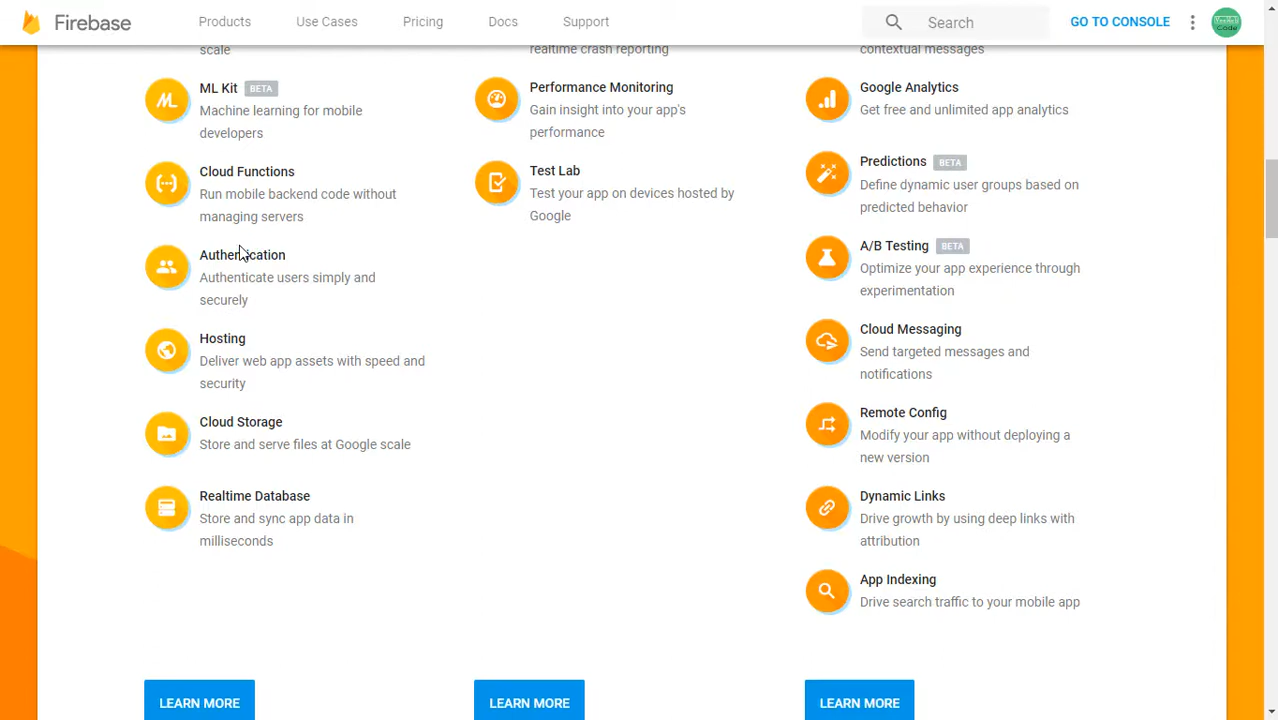 Firebase
Products
Use Cases
Pricing
Docs
Support
Search
GO TO CONSOLE
scale
ML Kit BETA
Machine learning for mobile
developers
Cloud Functions
Run mobile backend code without
managing servers
Authentication
Authenticate users simply and
securely
Hosting
Deliver web app assets with speed and
security
Cloud Storage
Store and serve files at Google scale
Realtime Database
Store and sync app data in
milliseconds
LEARN MORE
realtime crash reporting
Performance Monitoring
Gain insight into your app's
performance
Test Lab
Test your app on devices hosted by
Google
LEARN MORE
contextual messages
Google Analytics
Get free and unlimited app analytics
Predictions BETA
Define dynamic user groups based on
predicted behavior
A/B Testing BETA
Optimize your app experience through
experimentation
Cloud Messaging
Send targeted messages and
notifications
Remote Config
Modify your app without deploying a
new version
Dynamic Links
Drive growth by using deep links with
attribution
App Indexing
Drive search traffic to your mobile app
LEARN MORE